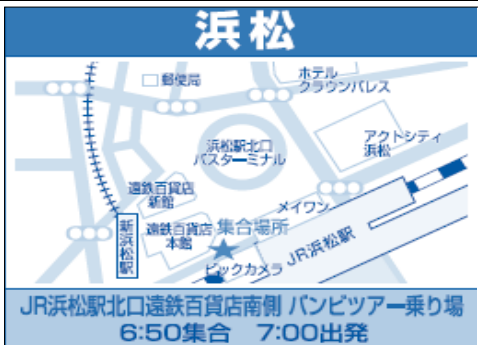 浜松
郵便局
ホテル
クラウンパレス
浜松駅北口
バスターミナル
アクトシティ
浜松
遠鉄百貨店
新館
メイワン
新浜松駅
遠鉄百貨店
本館
集合場所
JR浜松駅
ビックカメラ
JR浜松駅北口遠鉄百貨店南側 バンビツアー乗り場
6:50集合 7:00出発